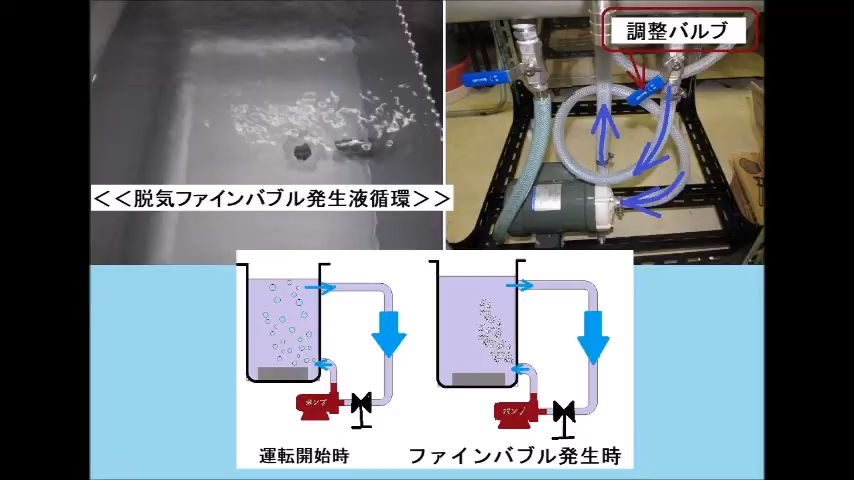 調整バルブ
<<脱気ファインバブル発生液循環>>
ポンプ
ポンプ
運転開始時
ファインバブル発生時